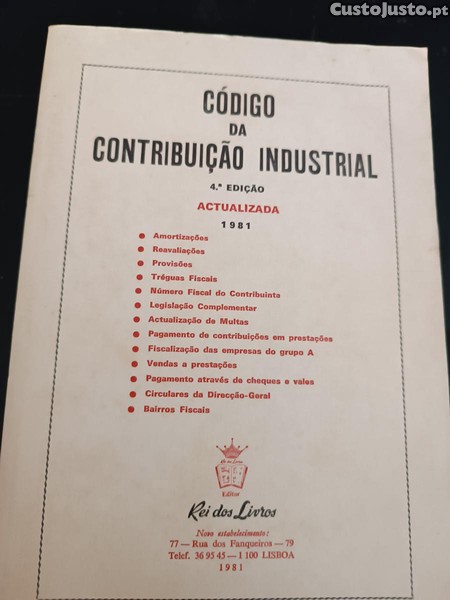 CustoJusto.pt
CÓDIGO
DA
CONTRIBUIÇÃO INDUSTRIAL
4.ª EDIÇÃO
ACTUALIZADA
1981
● Amortizações
● Reavaliações
● Provisões
● Tréguas Fiscais
● Número Fiscal do Contribuinta
● Legislação Complementar
● Actualização de Multas
● Pagamento de contribuições em prestações
● Fiscalização das empresas do grupo A
● Vendas a prestações
● Pagamento através de cheques e vales
● Circulares da Direcção-Geral
● Bairros Fiscais
Editor
Rei dos Livros
Novo estabelecimento:
77 — Rua dos Fanqueiros — 79
Telef. 36 95 45 — 1 100 LISBOA
1981